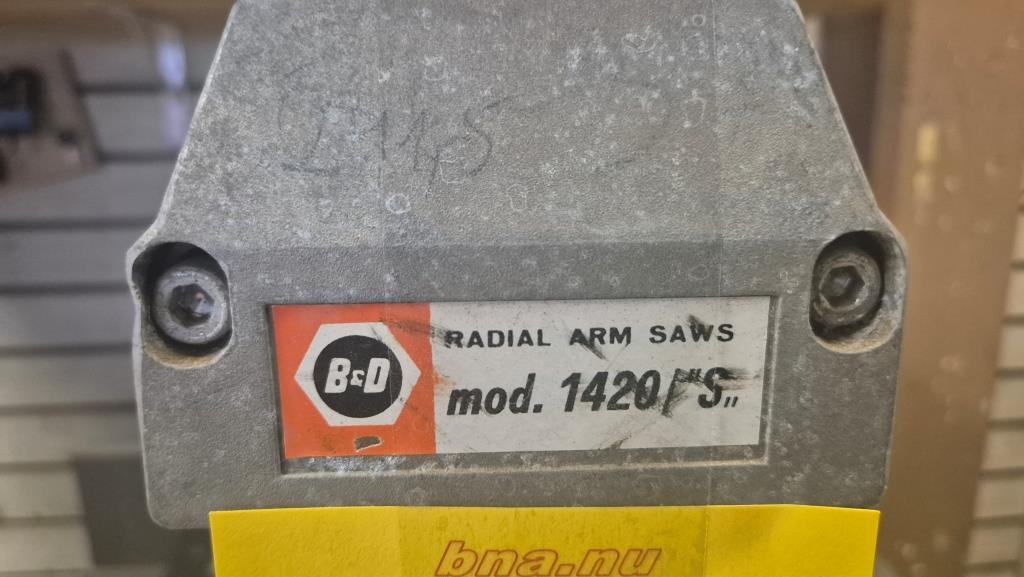 B&D
RADIAL ARM SAWS
mod. 1420/"S„
bna.nu